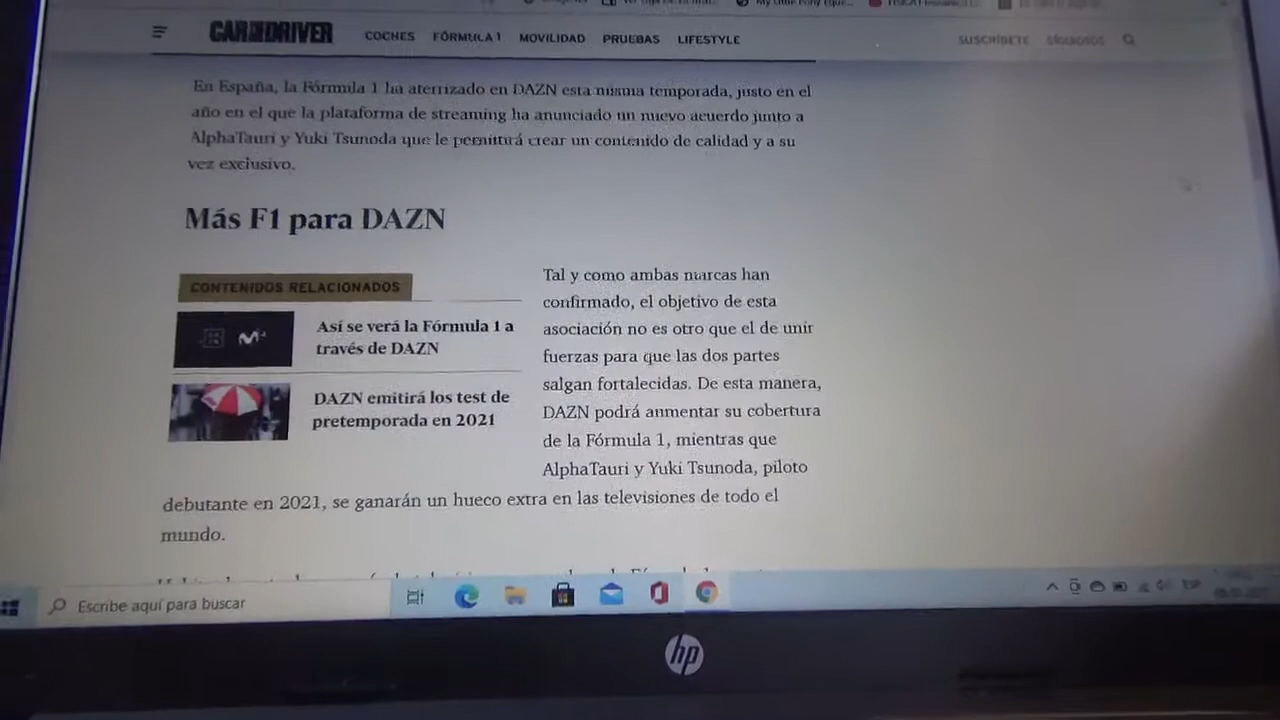 CAR AND DRIVER
COCHES FÓRMULA 1 MOVILIDAD PRUEBAS LIFESTYLE
SUSCRÍBETE SÍGUENOS
En España, la Fórmula 1 ha aterrizado en DAZN esta misma temporada, justo en el
año en el que la plataforma de streaming ha anunciado un nuevo acuerdo junto a
AlphaTauri y Yuki Tsunoda que le permitirá crear un contenido de calidad y a su
vez exclusivo.
Más F1 para DAZN
CONTENIDOS RELACIONADOS
Así se verá la Fórmula 1 a
través de DAZN
DAZN emitirá los test de
pretemporada en 2021
Tal y como ambas marcas han
confirmado, el objetivo de esta
asociación no es otro que el de unir
fuerzas para que las dos partes
salgan fortalecidas. De esta manera,
DAZN podrá aumentar su cobertura
de la Fórmula 1, mientras que
AlphaTauri y Yuki Tsunoda, piloto
debutante en 2021, se ganarán un hueco extra en las televisiones de todo el
mundo.
Escribe aquí para buscar
ESP
hp